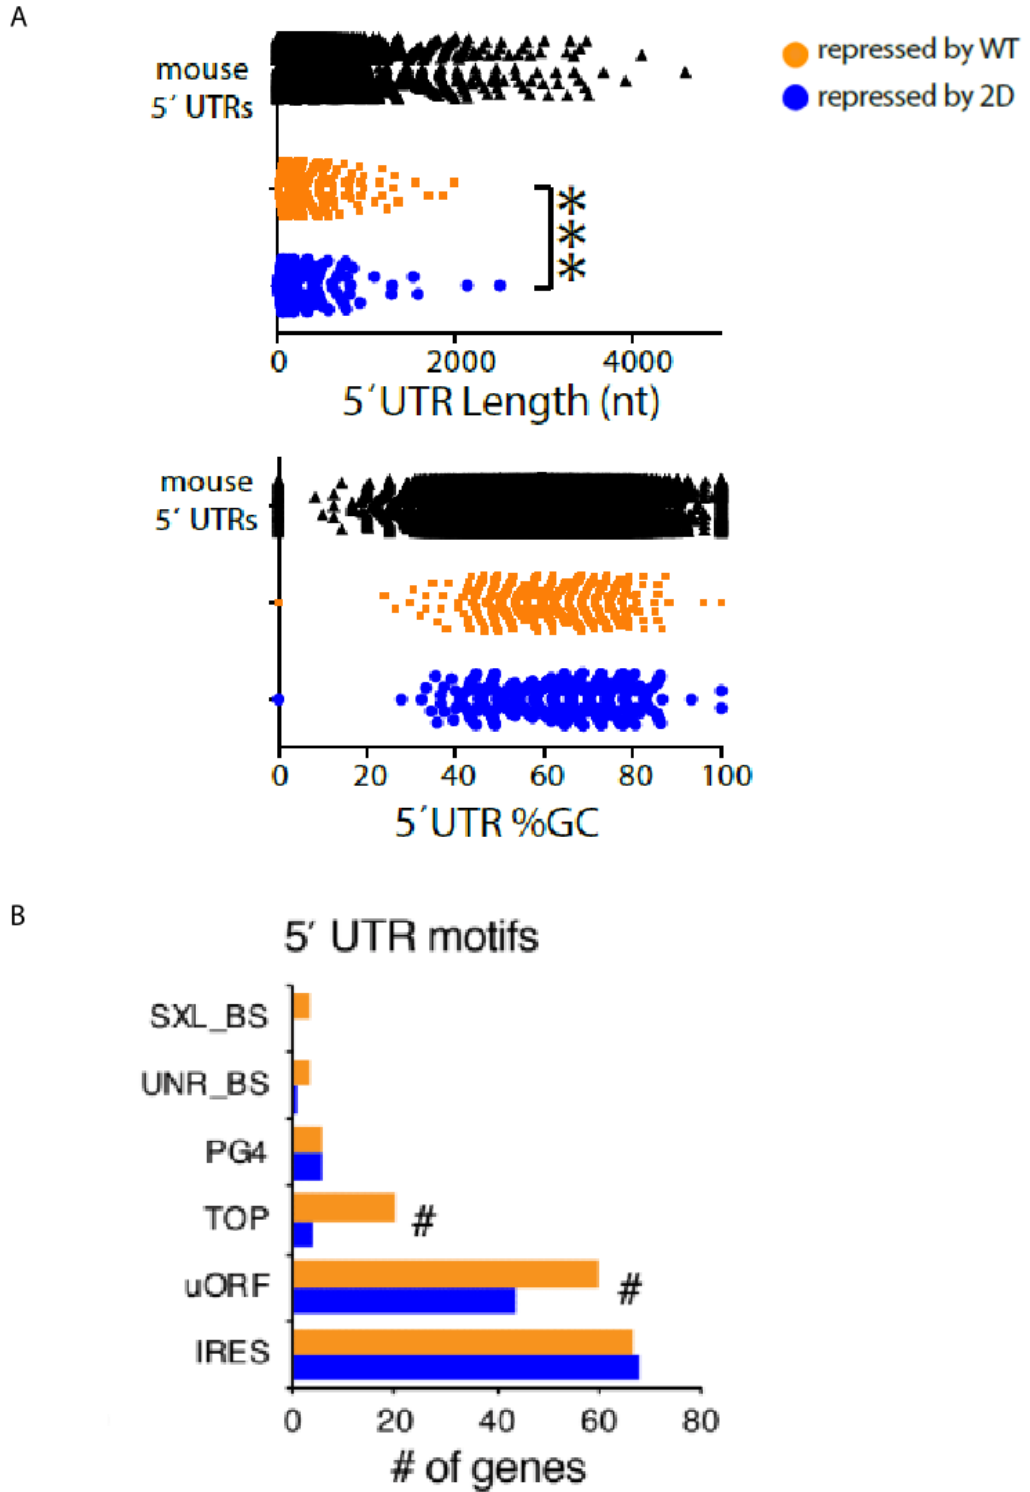 A
mouse
5´ UTRs
repressed by WT
repressed by 2D
***
0 2000 4000
5´UTR Length (nt)
mouse
5´ UTRs
0 20 40 60 80 100
5´UTR %GC
B
5´ UTR motifs
SXL_BS
UNR_BS
PG4
TOP #
uORF #
IRES
0 20 40 60 80
# of genes